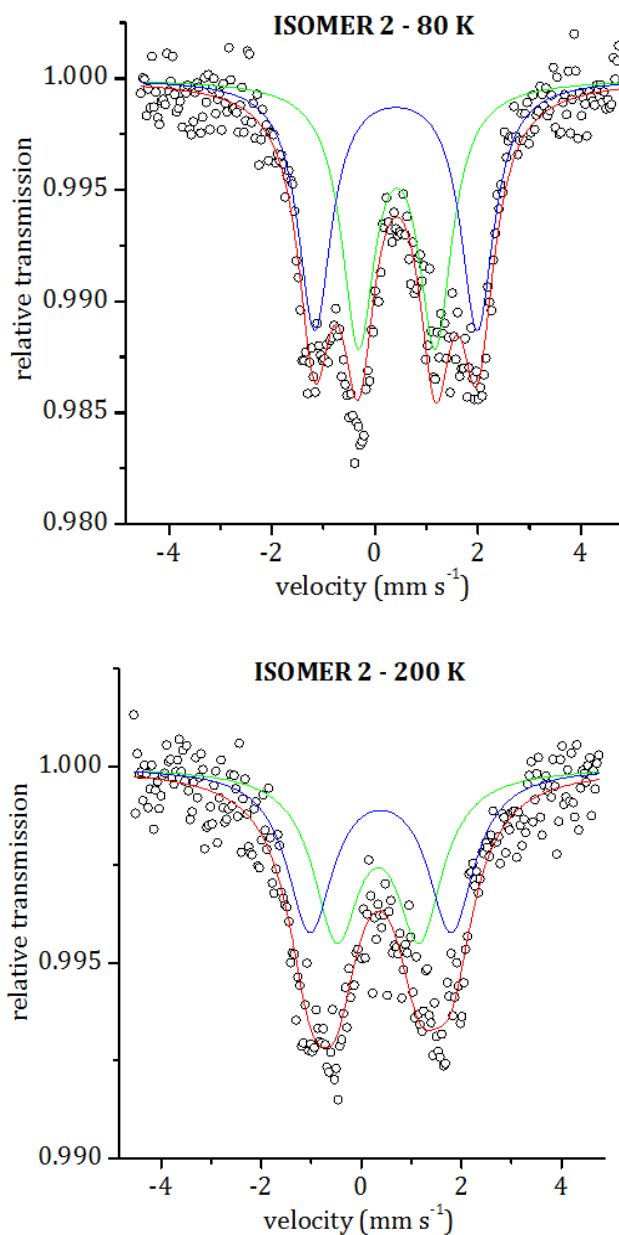 ISOMER 2 - 80 K
1.000
0.995
0.990
0.985
0.980
relative transmission
-4 -2 0 2 4
velocity (mm s⁻¹)
ISOMER 2 - 200 K
1.000
0.995
0.990
relative transmission
-4 -2 0 2 4
velocity (mm s⁻¹)